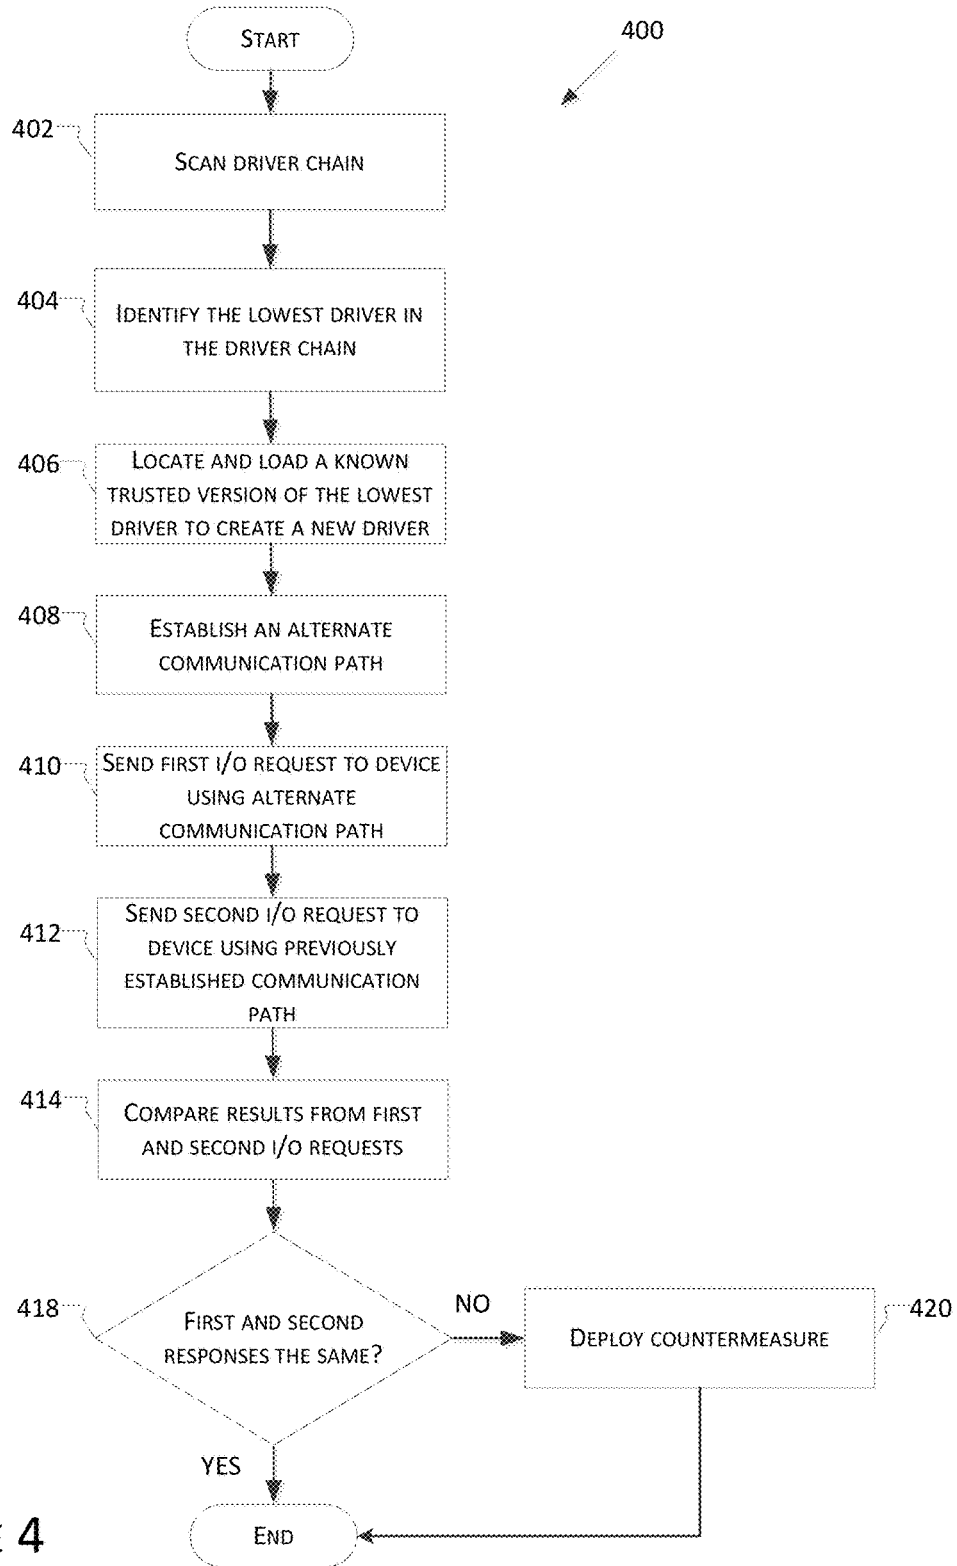 START
400
402
SCAN DRIVER CHAIN
404
IDENTIFY THE LOWEST DRIVER IN
THE DRIVER CHAIN
406
LOCATE AND LOAD A KNOWN
TRUSTED VERSION OF THE LOWEST
DRIVER TO CREATE A NEW DRIVER
408
ESTABLISH AN ALTERNATE
COMMUNICATION PATH
410
SEND FIRST I/O REQUEST TO DEVICE
USING ALTERNATE
COMMUNICATION PATH
412
SEND SECOND I/O REQUEST TO
DEVICE USING PREVIOUSLY
ESTABLISHED COMMUNICATION
PATH
414
COMPARE RESULTS FROM FIRST
AND SECOND I/O REQUESTS
418
FIRST AND SECOND
RESPONSES THE SAME?
NO
DEPLOY COUNTERMEASURE
420
YES
END
4